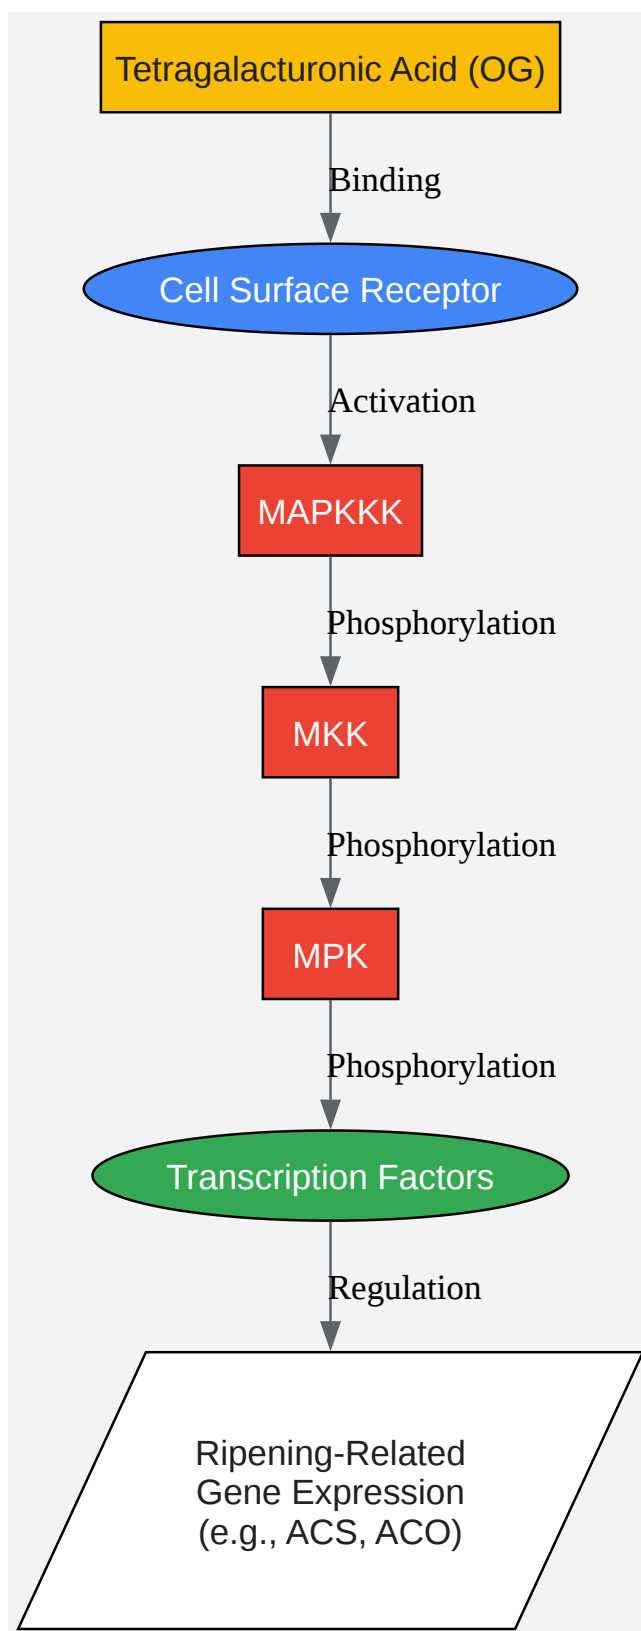 Tetragalacturonic Acid (OG)
Binding
Cell Surface Receptor
Activation
MAPKKK
Phosphorylation
MKK
Phosphorylation
MPK
Phosphorylation
Transcription Factors
Regulation
Ripening-Related
Gene Expression
(e.g., ACS, ACO)